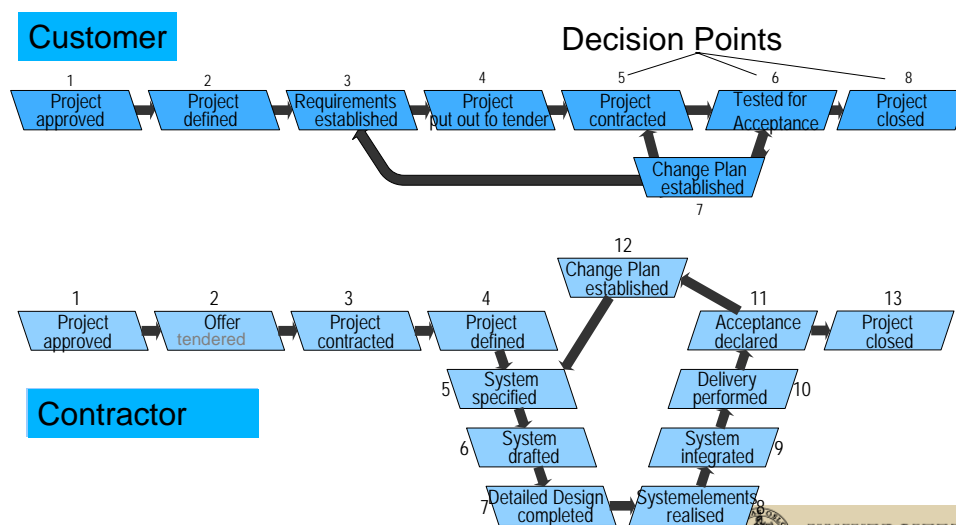 Customer
Decision Points
1
2
3
4
5
6
8
Project
approved
Project
defined
Requirements
established
Project
put out to tender
Project
contracted
Tested for
Acceptance
Project
closed
Change Plan
established
7
12
Change Plan
established
1
2
3
4
11
13
Project
approved
Offer
tendered
Project
contracted
Project
defined
Acceptance
declared
Project
closed
5
System
specified
Delivery
performed
10
Contractor
6
System
drafted
System
integrated
9
7
Detailed Design
completed
Systemelements
realised
8